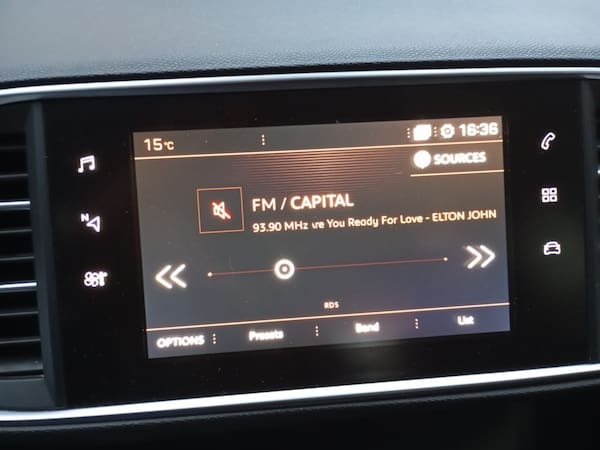 15°C
16:36
SOURCES
FM / CAPITAL
93.90 MHz ire You Ready For Love - ELTON JOHN
N
RDS
OPTIONS Presets Band List